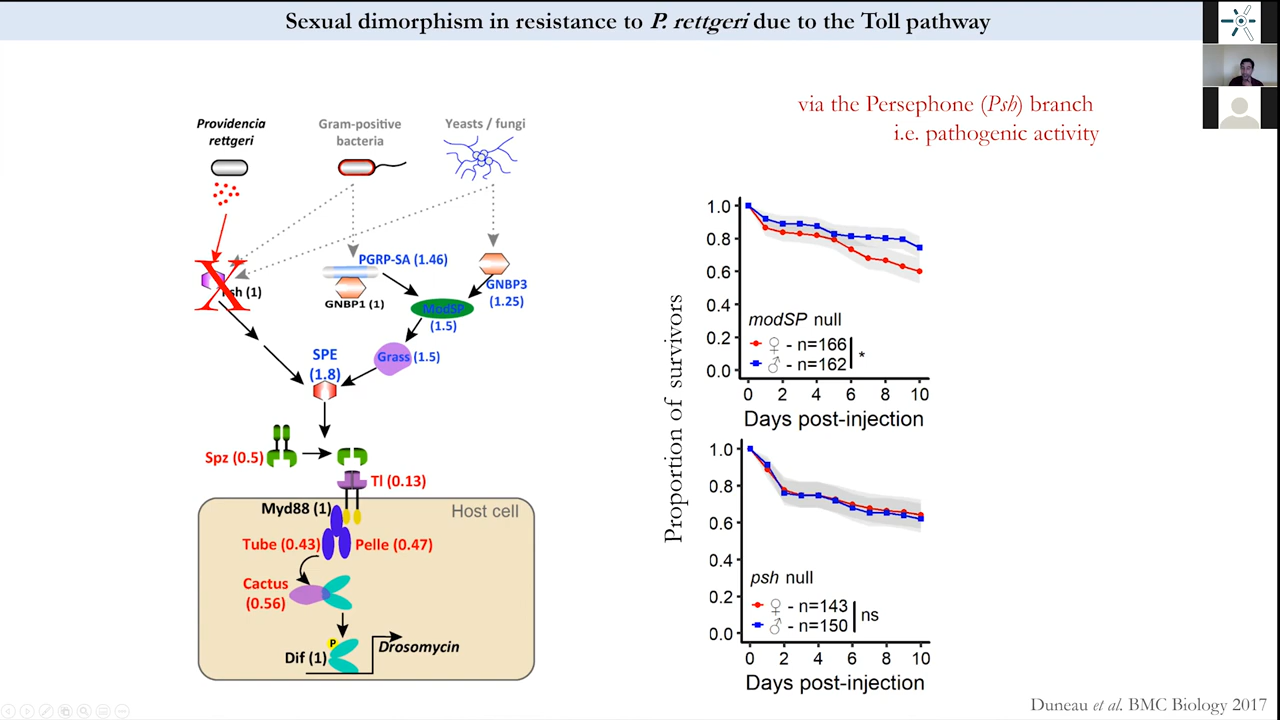 Sexual dimorphism in resistance to P. rettgeri due to the Toll pathway
via the Persephone (Psh) branch
i.e. pathogenic activity
Providencia
rettgeri
Gram-positive
bacteria
Yeasts / fungi
PGRP-SA (1.46)
GNBP1 (1)
GNBP3
(1.25)
ModSP
(1.5)
Grass (1.5)
SPE
(1.8)
Spz (0.5)
Tl (0.13)
Myd88 (1)
Host cell
Tube (0.43)
Pelle (0.47)
Cactus
(0.56)
P
Dif (1)
Drosomycin
Proportion of survivors
1.0
0.8
0.6
0.4
0.2
0.0
modSP null
♀ - n=166
♂ - n=162
*
0 2 4 6 8 10
Days post-injection
1.0
0.8
0.6
0.4
0.2
0.0
psh null
♀ - n=143
♂ - n=150
ns
0 2 4 6 8 10
Days post-injection
Duneau et al. BMC Biology 2017